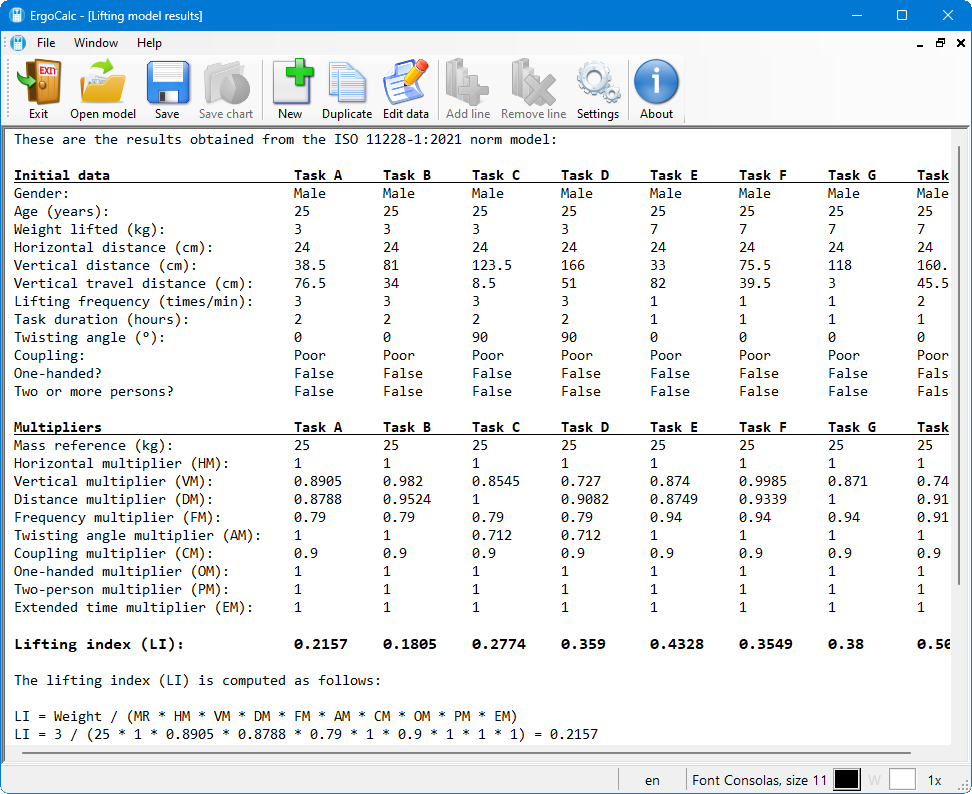 ErgoCalc - [Lifting model results]
File Window Help
EXIT
Exit Open model Save Save chart New Duplicate Edit data Add line Remove line Settings About
These are the results obtained from the ISO 11228-1:2021 norm model:
Initial data Task A Task B Task C Task D Task E Task F Task G Task
Gender: Male Male Male Male Male Male Male Male
Age (years): 25 25 25 25 25 25 25 25
Weight lifted (kg): 3 3 3 3 7 7 7 7
Horizontal distance (cm): 24 24 24 24 24 24 24 24
Vertical distance (cm): 38.5 81 123.5 166 33 75.5 118 160.
Vertical travel distance (cm): 76.5 34 8.5 51 82 39.5 3 45.5
Lifting frequency (times/min): 3 3 3 3 1 1 1 2
Task duration (hours): 2 2 2 2 1 1 1 1
Twisting angle (°): 0 0 90 90 0 0 0 0
Coupling: Poor Poor Poor Poor Poor Poor Poor Poor
One-handed? False False False False False False False Fals
Two or more persons? False False False False False False False Fals
Multipliers Task A Task B Task C Task D Task E Task F Task G Task
Mass reference (kg): 25 25 25 25 25 25 25 25
Horizontal multiplier (HM): 1 1 1 1 1 1 1 1
Vertical multiplier (VM): 0.8905 0.982 0.8545 0.727 0.874 0.9985 0.871 0.74
Distance multiplier (DM): 0.8788 0.9524 1 0.9082 0.8749 0.9339 1 0.91
Frequency multiplier (FM): 0.79 0.79 0.79 0.79 0.94 0.94 0.94 0.91
Twisting angle multiplier (AM): 1 1 0.712 0.712 1 1 1 1
Coupling multiplier (CM): 0.9 0.9 0.9 0.9 0.9 0.9 0.9 0.9
One-handed multiplier (OM): 1 1 1 1 1 1 1 1
Two-person multiplier (PM): 1 1 1 1 1 1 1 1
Extended time multiplier (EM): 1 1 1 1 1 1 1 1
Lifting index (LI): 0.2157 0.1805 0.2774 0.359 0.4328 0.3549 0.38 0.50
The lifting index (LI) is computed as follows:
LI = Weight / (MR * HM * VM * DM * FM * AM * CM * OM * PM * EM)
LI = 3 / (25 * 1 * 0.8905 * 0.8788 * 0.79 * 1 * 0.9 * 1 * 1 * 1) = 0.2157
en Font Consolas, size 11 W 1x